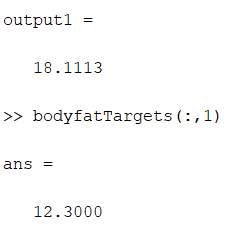 output1 =
18.1113
>> bodyfatTargets(:,1)
ans =
12.3000